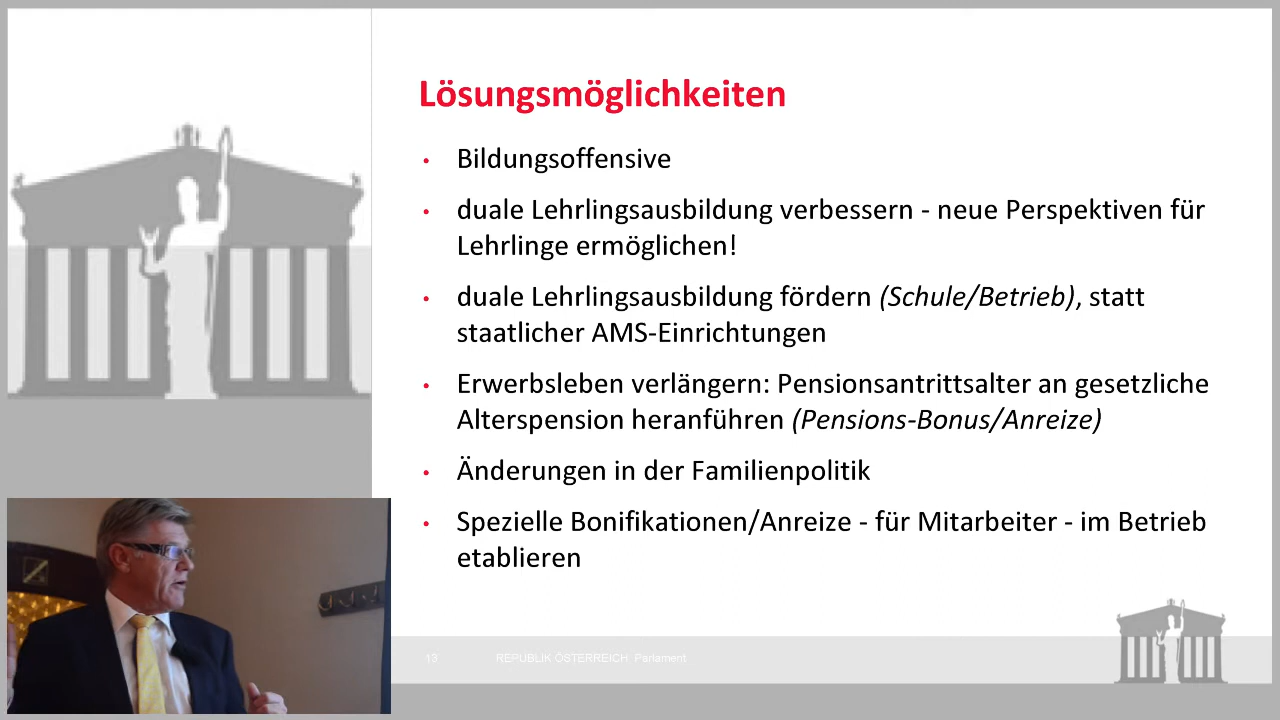 Lösungsmöglichkeiten
• Bildungsoffensive
• duale Lehrlingsausbildung verbessern - neue Perspektiven für
Lehrlinge ermöglichen!
• duale Lehrlingsausbildung fördern (Schule/Betrieb), statt
staatlicher AMS-Einrichtungen
• Erwerbsleben verlängern: Pensionsantrittsalter an gesetzliche
Alterspension heranführen (Pensions-Bonus/Anreize)
• Änderungen in der Familienpolitik
• Spezielle Bonifikationen/Anreize - für Mitarbeiter - im Betrieb
etablieren
13 REPUBLIK ÖSTERREICH Parlament